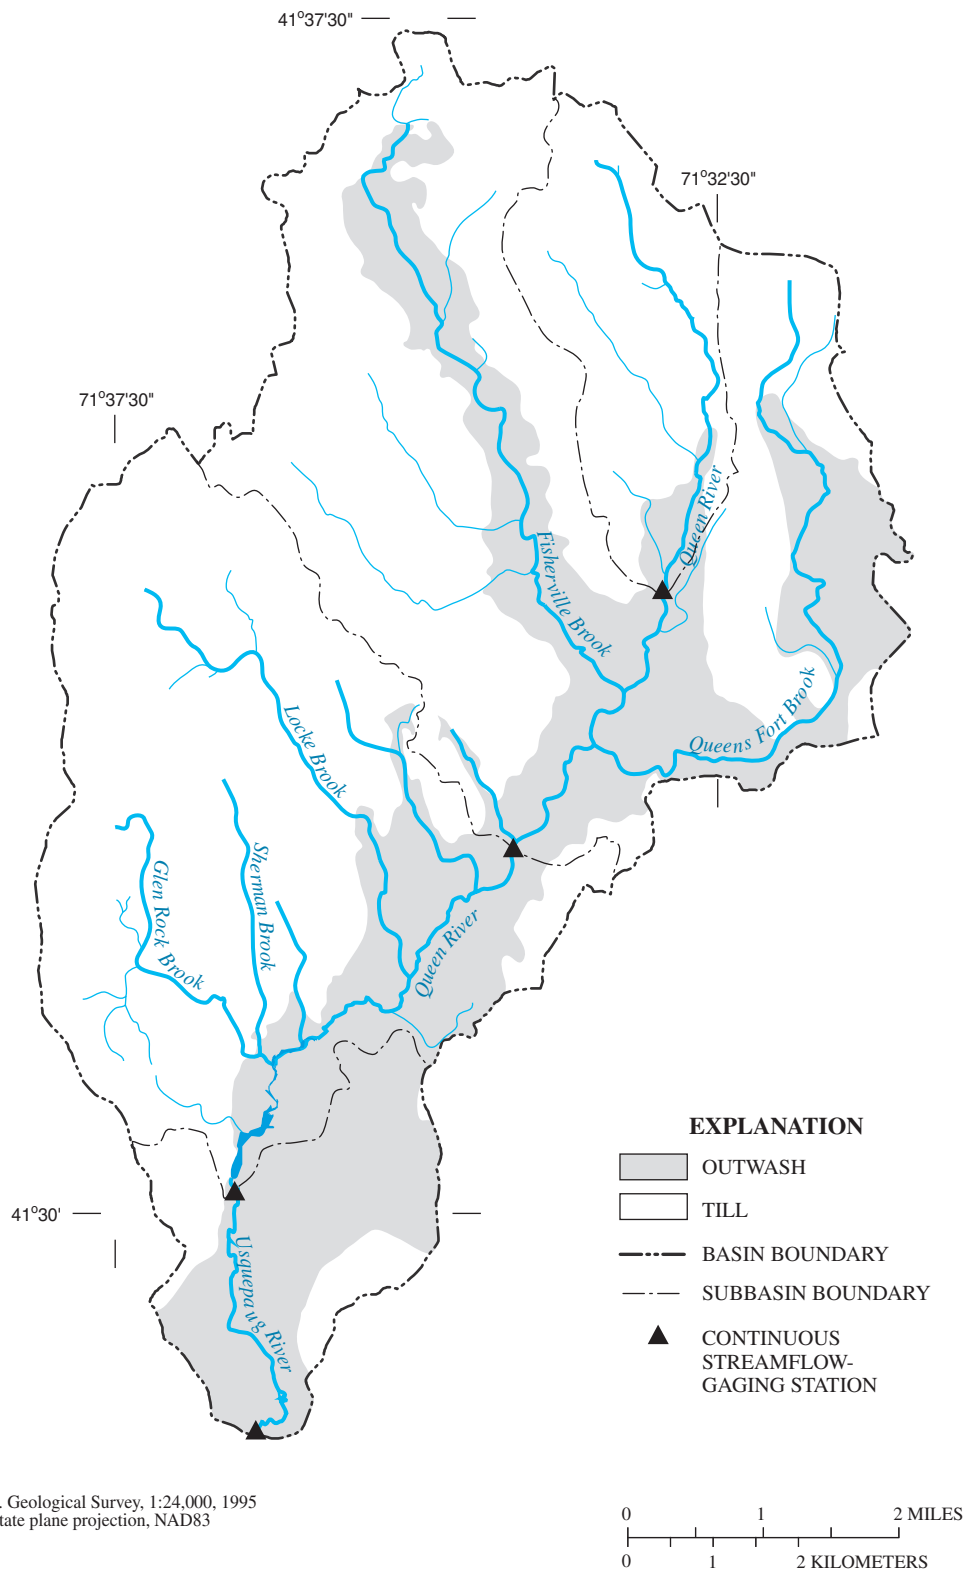 41°37'30"
71°32'30"
71°37'30"
Queen River
Fisherville Brook
Locke Brook
Queens Fort Brook
Glen Rock Brook
Sherman Brook
Queen River
EXPLANATION
OUTWASH
TILL
BASIN BOUNDARY
SUBBASIN BOUNDARY
CONTINUOUS
STREAMFLOW-
GAGING STATION
41°30'
Usquepaug River
. Geological Survey, 1:24,000, 1995
tate plane projection, NAD83
0 1 2 MILES
0 1 2 KILOMETERS